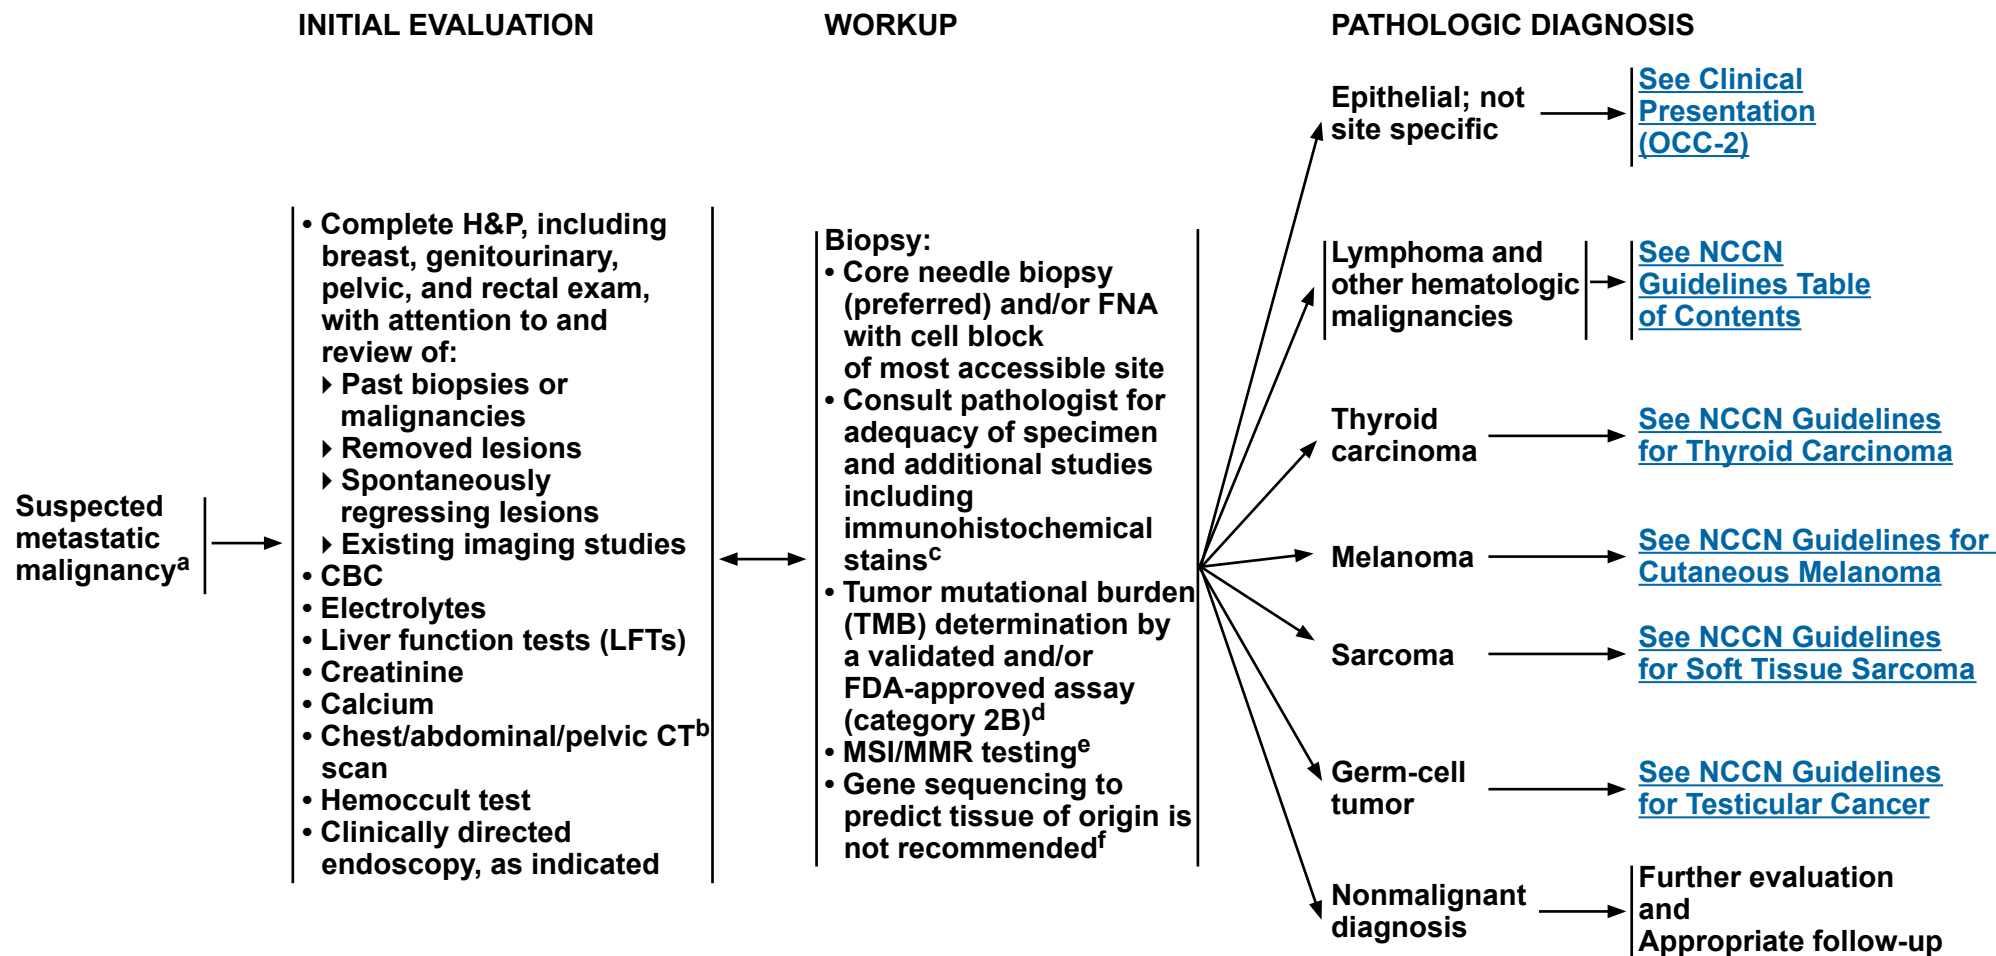 INITIAL EVALUATION
WORKUP
PATHOLOGIC DIAGNOSIS
Suspected
metastatic
malignancya
• Complete H&P, including
breast, genitourinary,
pelvic, and rectal exam,
with attention to and
review of:
Past biopsies or
malignancies
Removed lesions
Spontaneously
regressing lesions
Existing imaging studies
• CBC
• Electrolytes
• Liver function tests (LFTs)
• Creatinine
• Calcium
• Chest/abdominal/pelvic CTb
scan
• Hemoccult test
• Clinically directed
endoscopy, as indicated
Biopsy:
• Core needle biopsy
(preferred) and/or FNA
with cell block
of most accessible site
• Consult pathologist for
adequacy of specimen
and additional studies
including
immunohistochemical
stainsc
• Tumor mutational burden
(TMB) determination by
a validated and/or
FDA-approved assay
(category 2B)d
• MSI/MMR testinge
• Gene sequencing to
predict tissue of origin is
not recommendedf
Epithelial; not
site specific
See Clinical
Presentation
(OCC-2)
Lymphoma and
other hematologic
malignancies
See NCCN
Guidelines Table
of Contents
Thyroid
carcinoma
See NCCN Guidelines
for Thyroid Carcinoma
Melanoma
See NCCN Guidelines for
Cutaneous Melanoma
Sarcoma
See NCCN Guidelines
for Soft Tissue Sarcoma
Germ-cell
tumor
See NCCN Guidelines
for Testicular Cancer
Nonmalignant
diagnosis
Further evaluation
and
Appropriate follow-up